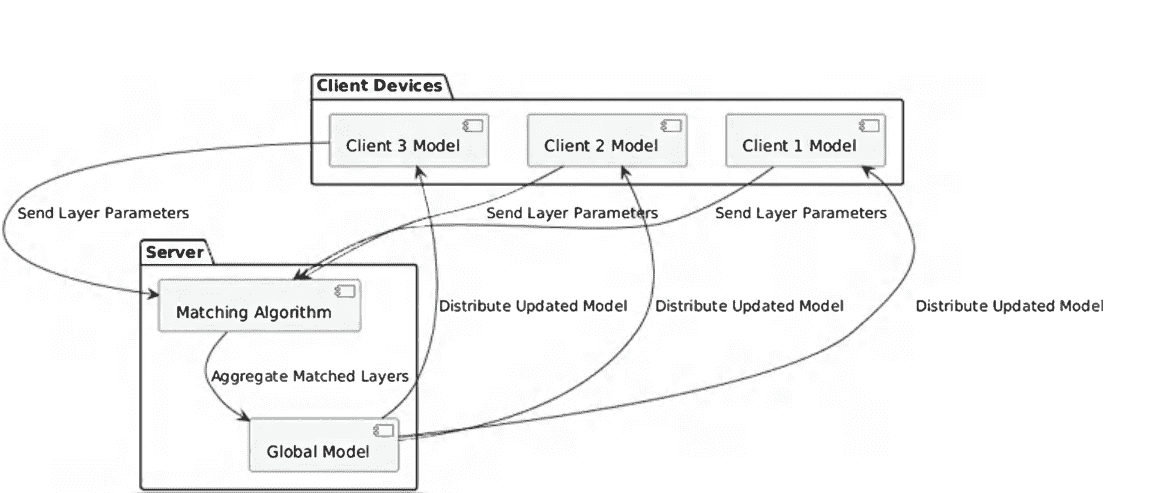 Client Devices
Client 3 Model
Client 2 Model
Client 1 Model
Send Layer Parameters
Send Layer Parameters
Send Layer Parameters
Server
Matching Algorithm
Distribute Updated Model
Distribute Updated Model
Distribute Updated Model
Aggregate Matched Layers
Global Model